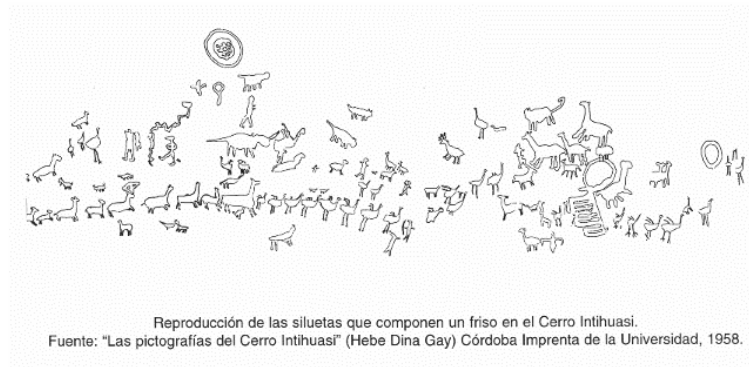 Reproducción de las siluetas que componen un friso en el Cerro Intihuasi.
Fuente: “Las pictografías del Cerro Intihuasi” (Hebe Dina Gay) Córdoba Imprenta de la Universidad, 1958.